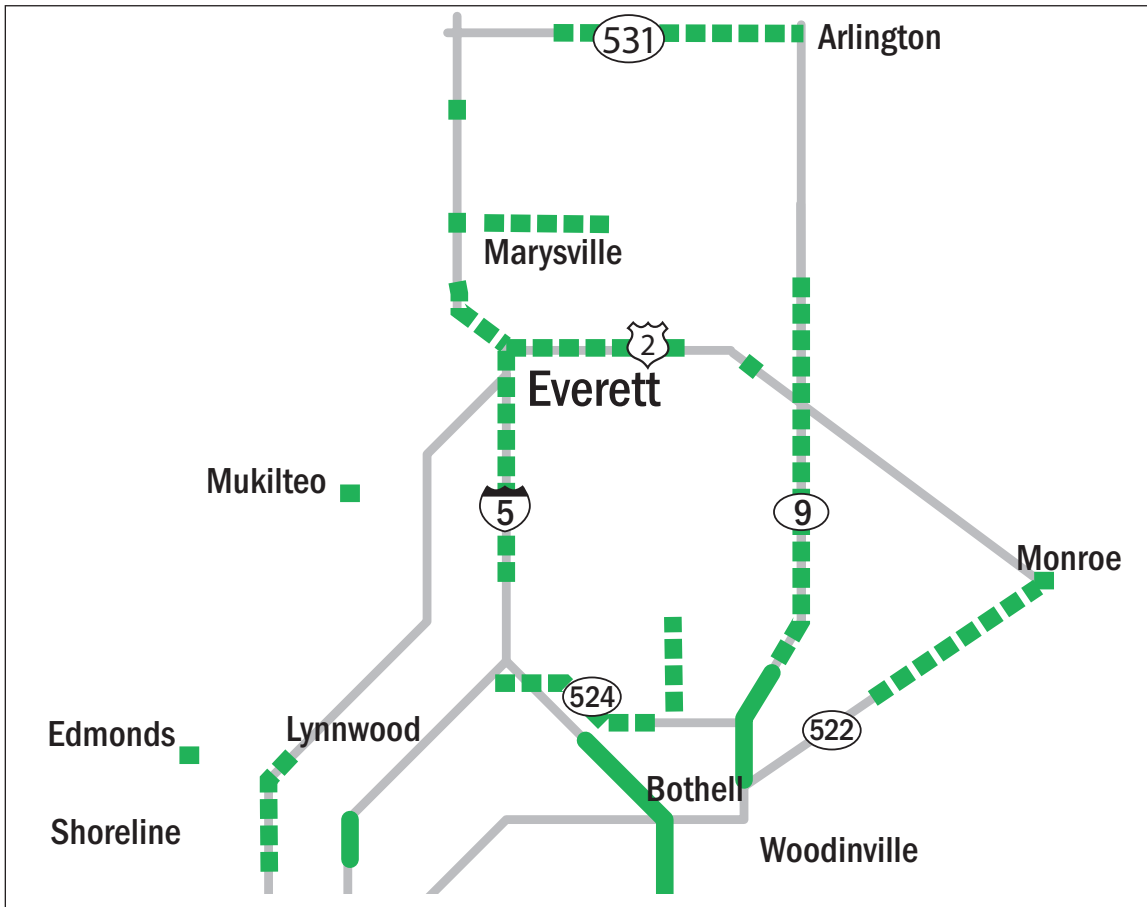 531
Arlington
Marysville
2
Everett
Mukilteo
5
9
Monroe
524
Edmonds
Lynnwood
522
Bothell
Shoreline
Woodinville